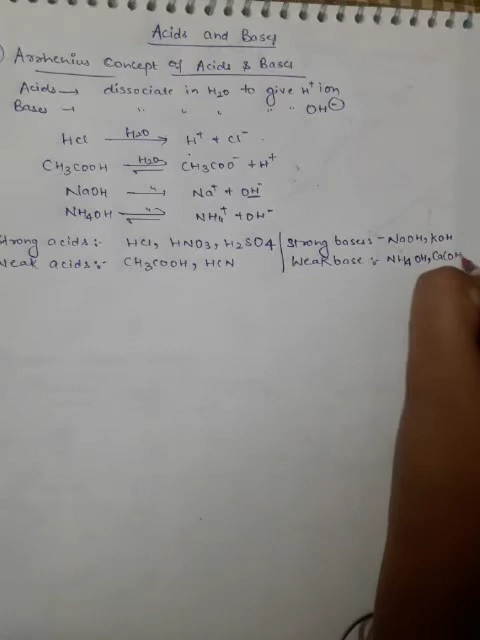 Acids and Bases
Arrhenius Concept of Acids & Bases
Acids → dissociate in H2O to give H+ ion
Bases → " " " " " OH⊖
HCl —H2O→ H+ + Cl-
CH3COOH ⇌H2O CH3COO- + H+
NaOH —"→ Na+ + OH-
NH4OH ⇌" NH4+ + OH-
Strong acids:- HCl, HNO3, H2SO4 | Strong bases:- NaOH, KOH
Weak acids:- CH3COOH, HCN | Weak base:- NH4OH, Ca(OH